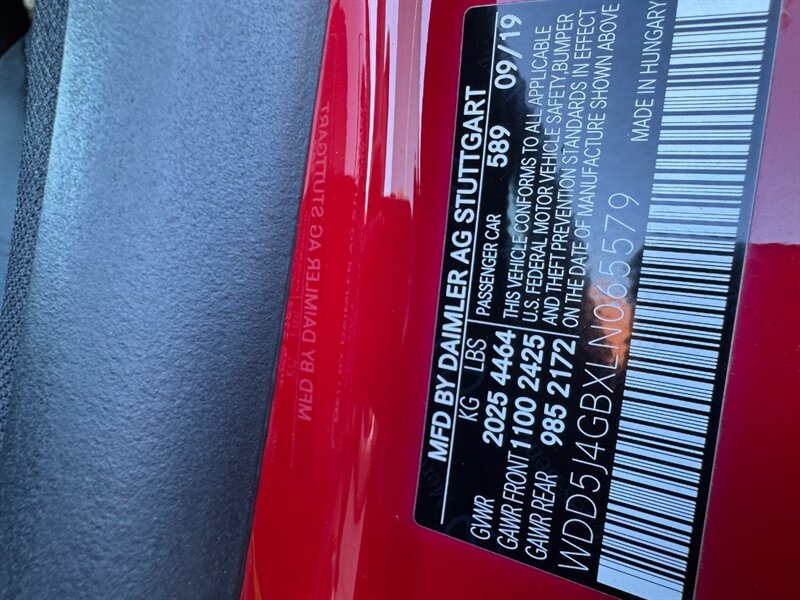 MFD BY DAIMLER AG STUTTGART
KG LBS PASSENGER CAR 589 09/19
GVWR 2025 4464
GAWR FRONT 1100 2425
GAWR REAR 985 2172
THIS VEHICLE CONFORMS TO ALL APPLICABLE
U.S. FEDERAL MOTOR VEHICLE SAFETY,BUMPER
AND THEFT PREVENTION STANDARDS IN EFFECT
ON THE DATE OF MANUFACTURE SHOWN ABOVE
WDD5J4GBXLN065579
MADE IN HUNGARY
MFD BY DAIMLER AG STUTTGART